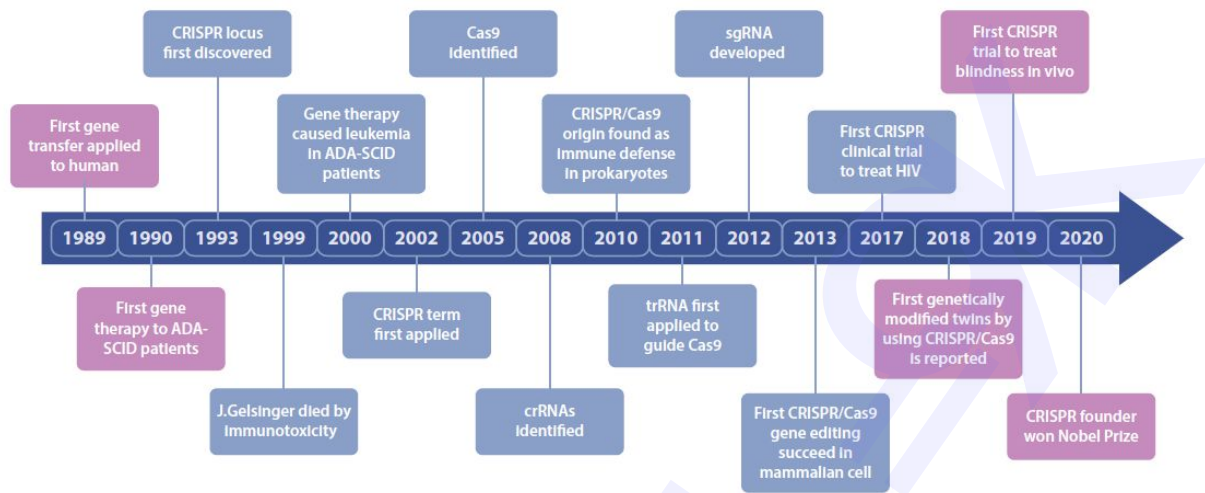 CRISPR locus
first discovered
Cas9
identified
sgRNA
developed
First CRISPR
trial to treat
blindness in vivo
First gene
transfer applied
to human
Gene therapy
caused leukemia
in ADA-SCID
patients
CRISPR/Cas9
origin found as
immune defense
in prokaryotes
First CRISPR
clinical trial
to treat HIV
1989 1990 1993 1999 2000 2002 2005 2008 2010 2011 2012 2013 2017 2018 2019 2020
First gene
therapy to ADA-
SCID patients
CRISPR term
first applied
trRNA first
applied to
guide Cas9
First genetically
modified twins by
using CRISPR/Cas9
is reported
J.Gelsinger died by
immunotoxicity
crRNAs
identified
First CRISPR/Cas9
gene editing
succeed in
mammalian cell
CRISPR founder
won Nobel Prize